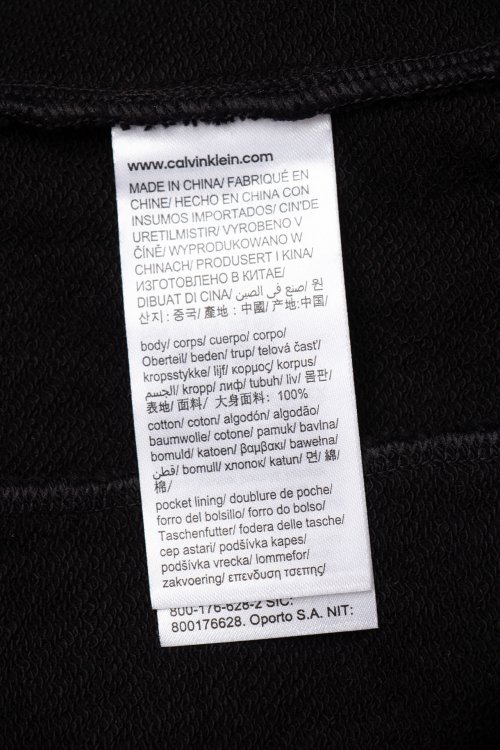 www.calvinklein.com
MADE IN CHINA/ FABRIQUÉ EN
CHINE/ HECHO EN CHINA CON
INSUMOS IMPORTADOS/ CIN'DE
URETILMISTIR/ VYROBENO V
ČÍNĚ/ WYPRODUKOWANO W
CHINACH/ PRODUSERT I KINA/
ИЗГОТОВЛЕНО В КИТАЕ/
DIBUAT DI CINA/ صنع في الصين/ 원
산지: 중국/ 產地: 中國/ 产地:中国/
body/ corps/ cuerpo/ corpo/
Oberteil/ beden/ trup/ telová časť/
kropsstykke/ lijf/ κορμος/ korpus/
الجسم/ kropp/ лиф/ tubuh/ liv/ 몸판/
表地/ 面料/ 大身面料: 100%
cotton/ coton/ algodón/ algodão/
baumwolle/ cotone/ pamuk/ bavlna/
bomuld/ katoen/ βαμβακι/ bawełna/
قطن/ bomull/ хлопок/ katun/ 면/ 綿/
棉/
pocket lining/ doublure de poche/
forro del bolsillo/ forro do bolso/
Taschenfutter/ fodera delle tasche/
cep astari/ podšívka kapes/
podšívka vrecka/ lommefor/
zakvoering/ επενδυση τσεπης/
800-176-628-2 SIC:
800176628. Oporto S.A. NIT: